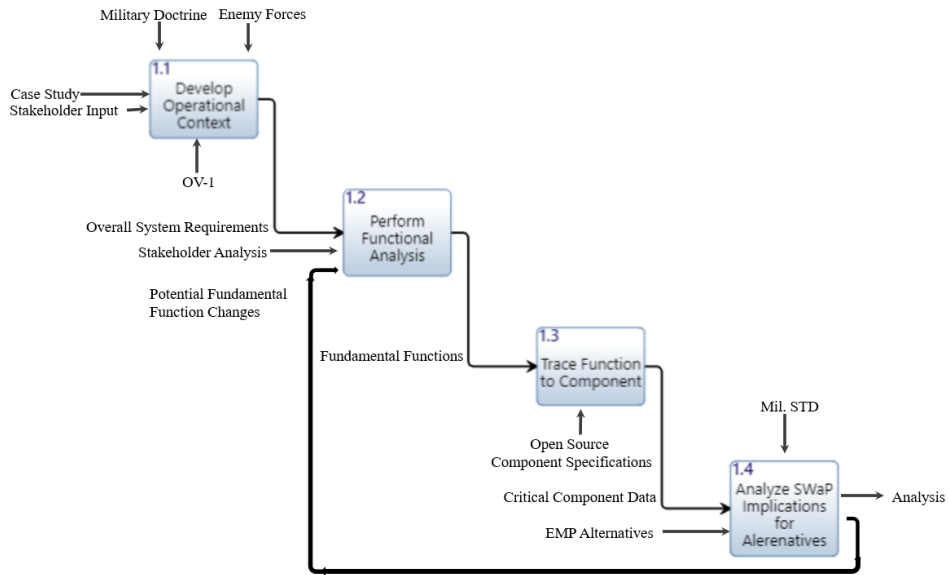 Military Doctrine
Enemy Forces
1.1
Develop
Operational
Context
Case Study
Stakeholder Input
OV-1
1.2
Perform
Functional
Analysis
Overall System Requirements
Stakeholder Analysis
Potential Fundamental
Function Changes
1.3
Trace Function
to Component
Fundamental Functions
Open Source
Component Specifications
Mil. STD
1.4
Analyze SWaP
Implications
for
Alerenatives
Critical Component Data
EMP Alternatives
Analysis